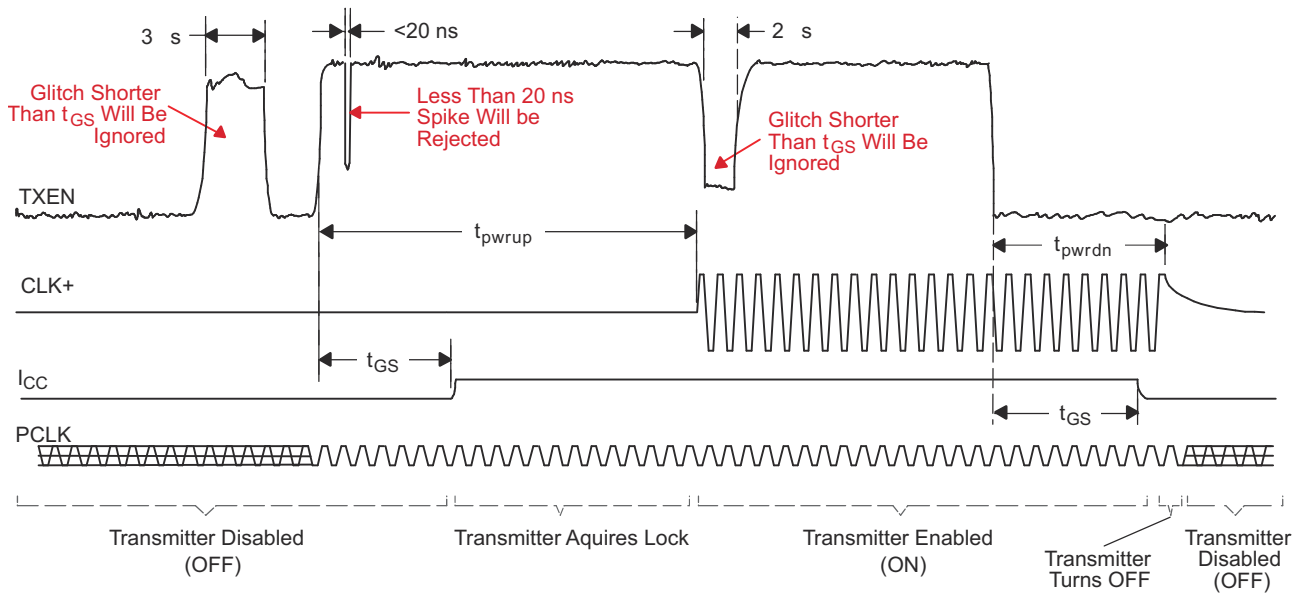 3 s
<20 ns
2 s
Glitch Shorter
Than tGS Will Be
Ignored
Less Than 20 ns
Spike Will be
Rejected
Glitch Shorter
Than tGS Will Be
Ignored
TXEN
tpwrup
tpwrdn
CLK+
tGS
ICC
tGS
PCLK
Transmitter Disabled
(OFF)
Transmitter Aquires Lock
Transmitter Enabled
(ON)
Transmitter
Turns OFF
Transmitter
Disabled
(OFF)